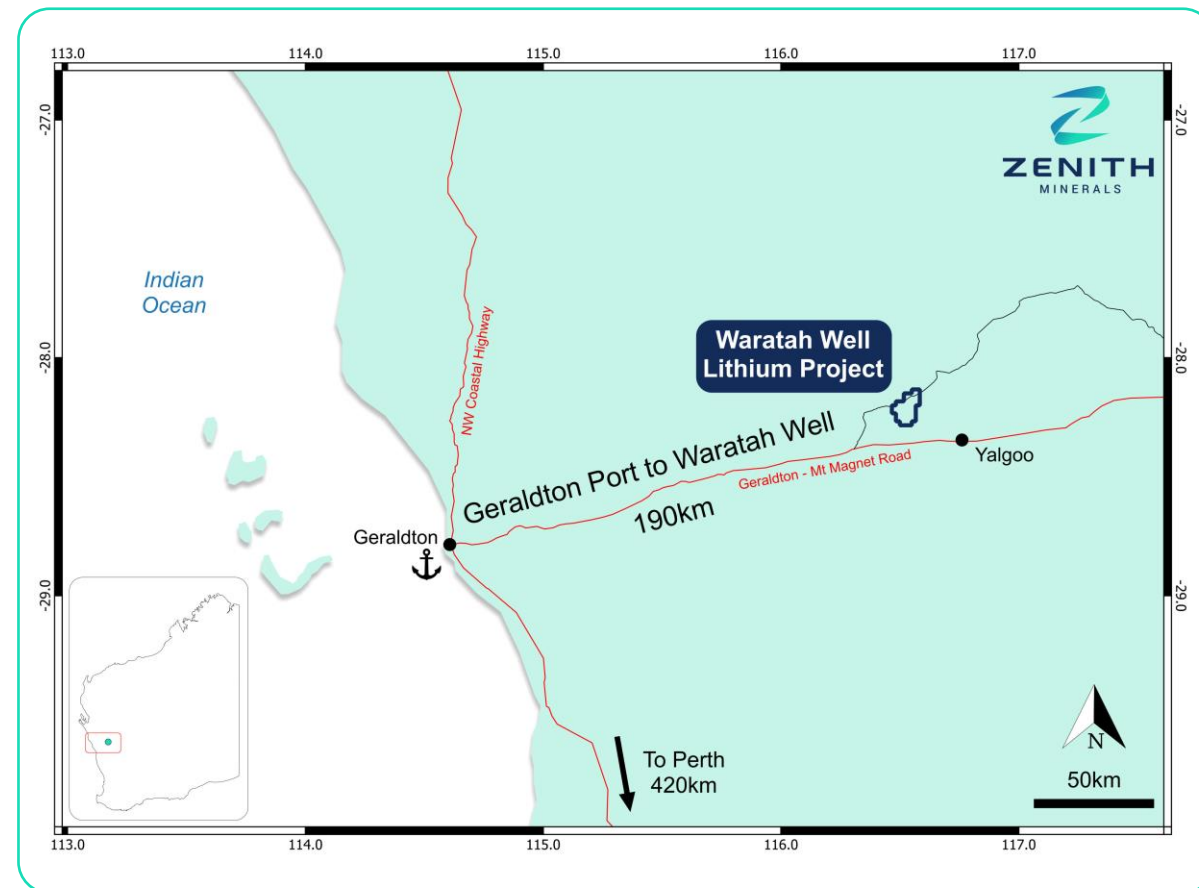 113.0
114.0
115.0
116.0
117.0
-27.0
-27.0
ZENITH
MINERALS
Indian
Ocean
NW Coastal Highway
Waratah Well
Lithium Project
-28.0
-28.0
Geraldton Port to Waratah Well
190km
Geraldton - Mt Magnet Road
Yalgoo
Geraldton
-29.0
-29.0
To Perth
420km
N
50km
113.0
114.0
115.0
116.0
117.0